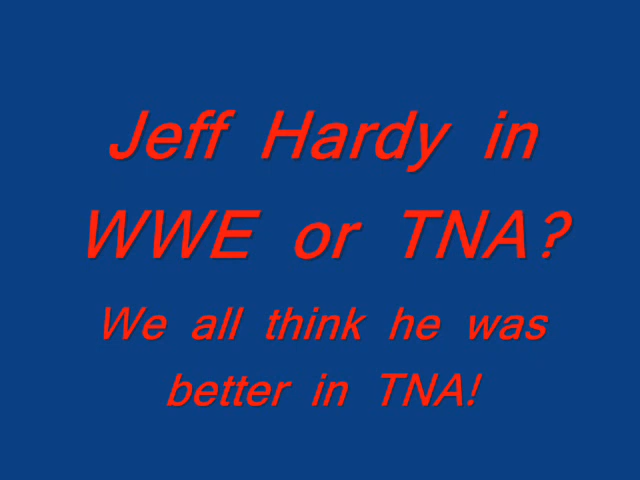 Jeff Hardy in
WWE or TNA?
We all think he was
better in TNA!